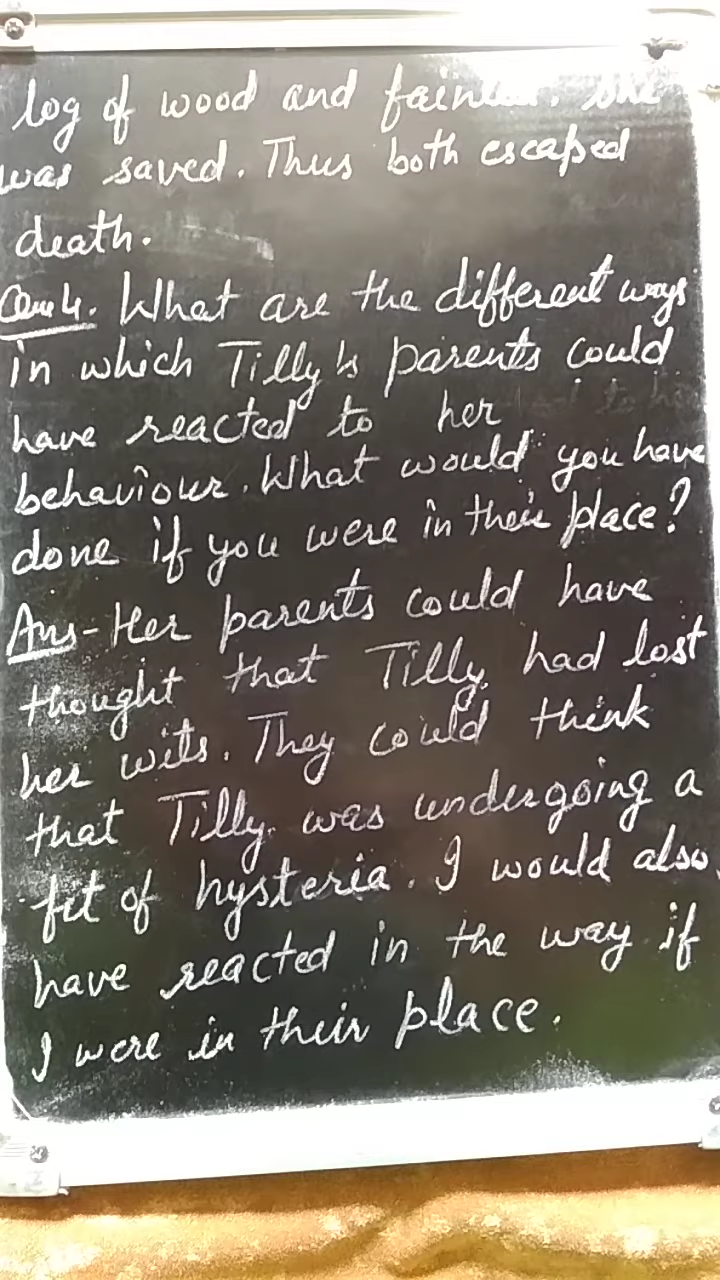 log of wood and fainted. She
was saved. Thus both escaped
death.
Ques 4. What are the different ways
in which Tilly's parents could
have reacted to her
behaviour. What would you have
done if you were in their place?
Ans - Her parents could have
thought that Tilly had lost
her wits. They could think
that Tilly was undergoing a
fit of hysteria. I would also
have reacted in the way if
I were in their place.